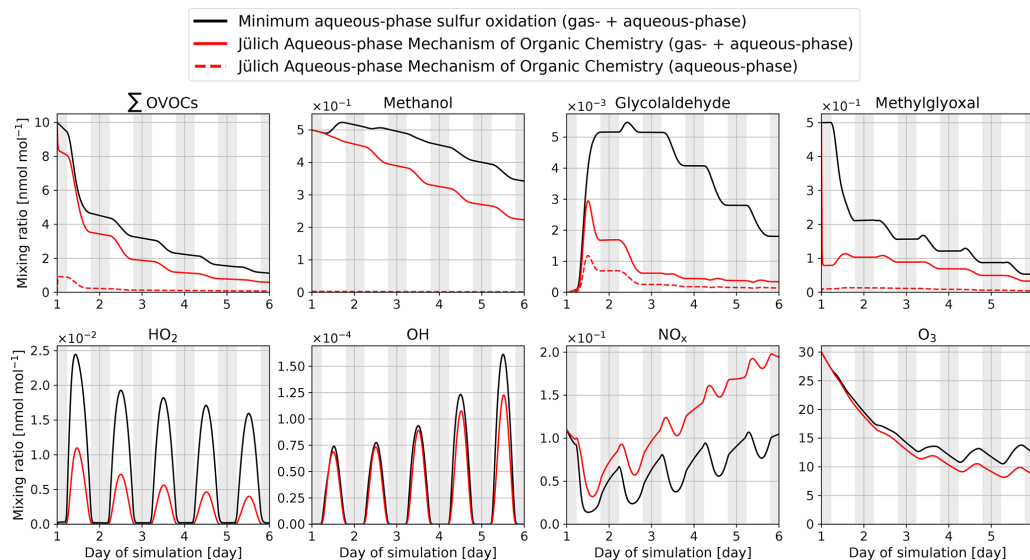 Minimum aqueous-phase sulfur oxidation (gas- + aqueous-phase)
Jülich Aqueous-phase Mechanism of Organic Chemistry (gas- + aqueous-phase)
Jülich Aqueous-phase Mechanism of Organic Chemistry (aqueous-phase)
∑ OVOCs
Mixing ratio [nmol mol⁻¹]
10
8
6
4
2
0
1 2 3 4 5 6
×10⁻¹
Methanol
5
4
3
2
1
0
1 2 3 4 5 6
×10⁻³
Glycolaldehyde
5
4
3
2
1
0
1 2 3 4 5 6
×10⁻¹
Methylglyoxal
5
4
3
2
1
0
1 2 3 4 5
×10⁻²
HO₂
Mixing ratio [nmol mol⁻¹]
2.5
2.0
1.5
1.0
0.5
0.0
1 2 3 4 5 6
Day of simulation [day]
×10⁻⁴
OH
1.50
1.25
1.00
0.75
0.50
0.25
0.00
1 2 3 4 5 6
Day of simulation [day]
×10⁻¹
NOₓ
2.0
1.5
1.0
0.5
0.0
1 2 3 4 5 6
Day of simulation [day]
O₃
30
25
20
15
10
5
0
1 2 3 4 5
Day of simulation [day]